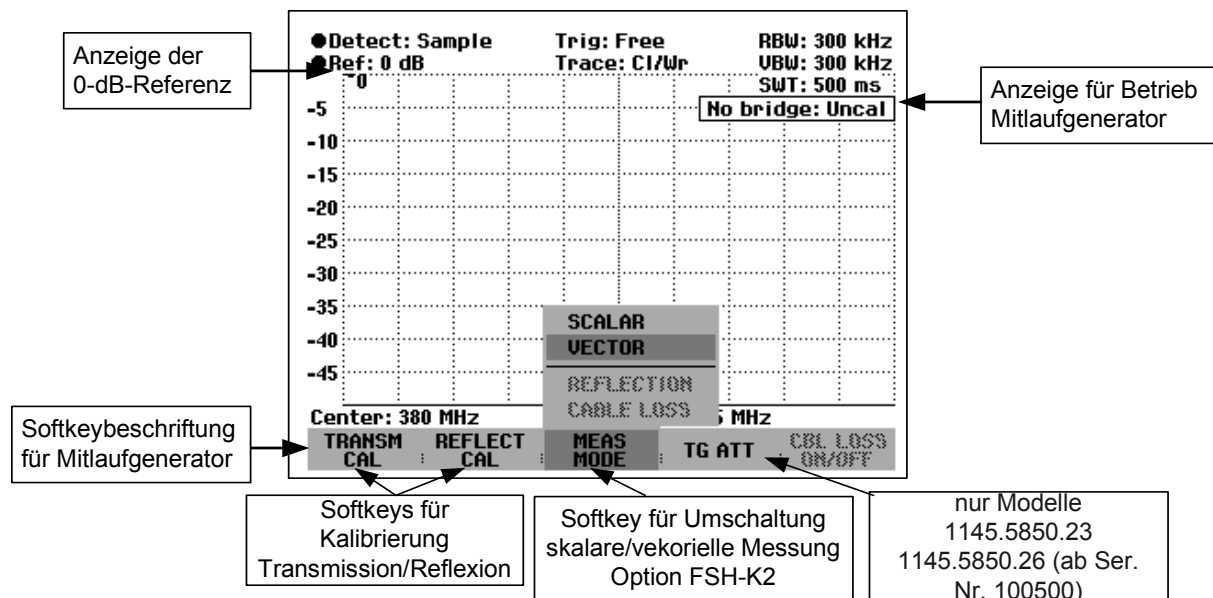 Anzeige der
0-dB-Referenz
Detect: Sample Trig: Free RBW: 300 kHz
Ref: 0 dB Trace: Cl/Wr VBW: 300 kHz
0 SWT: 500 ms
-5 No bridge: Uncal
Anzeige für Betrieb
Mitlaufgenerator
-10
-15
-20
-25
-30
-35
-40
-45
SCALAR
VECTOR
REFLECTION
CABLE LOSS
Center: 380 MHz MHz
Softkeybeschriftung
für Mitlaufgenerator
TRANSM REFLECT MEAS TG ATT CBL LOSS
CAL CAL MODE ON/OFF
Softkeys für
Kalibrierung
Transmission/Reflexion
Softkey für Umschaltung
skalare/vekorielle Messung
Option FSH-K2
nur Modelle
1145.5850.23
1145.5850.26 (ab Ser.
Nr. 100500)